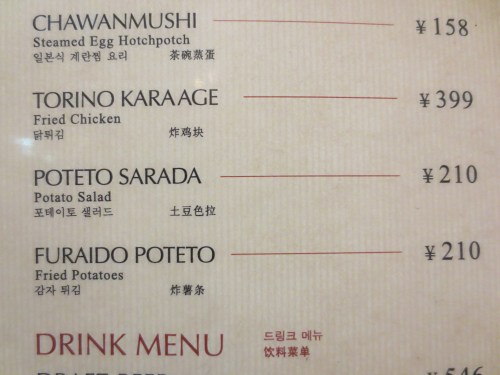 CHAWANMUSHI ¥ 158
Steamed Egg Hotchpotch
일본식 계란찜 요리 茶碗蒸蛋
TORINO KARAAGE ¥ 399
Fried Chicken
닭튀김 炸鸡块
POTETO SARADA ¥ 210
Potato Salad
포테이토 샐러드 土豆色拉
FURAIDO POTETO ¥ 210
Fried Potatoes
감자 튀김 炸薯条
DRINK MENU 드링크 메뉴
饮料菜单